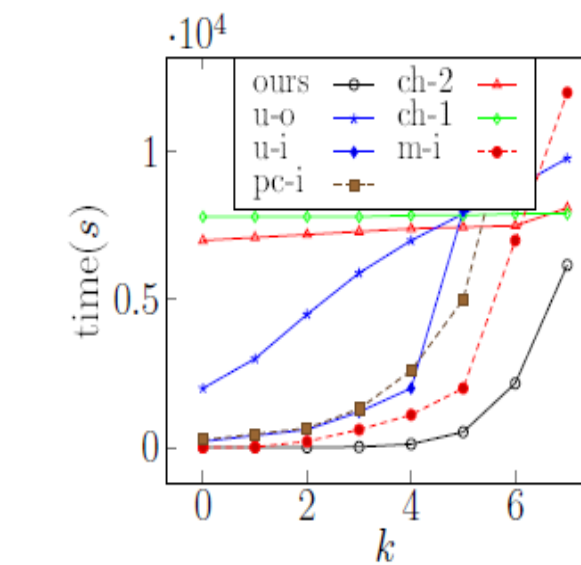 ·10⁴
ours ch-2
u-o ch-1
u-i m-i
pc-i
1
0.5
0
time(s)
0 2 4 6
k